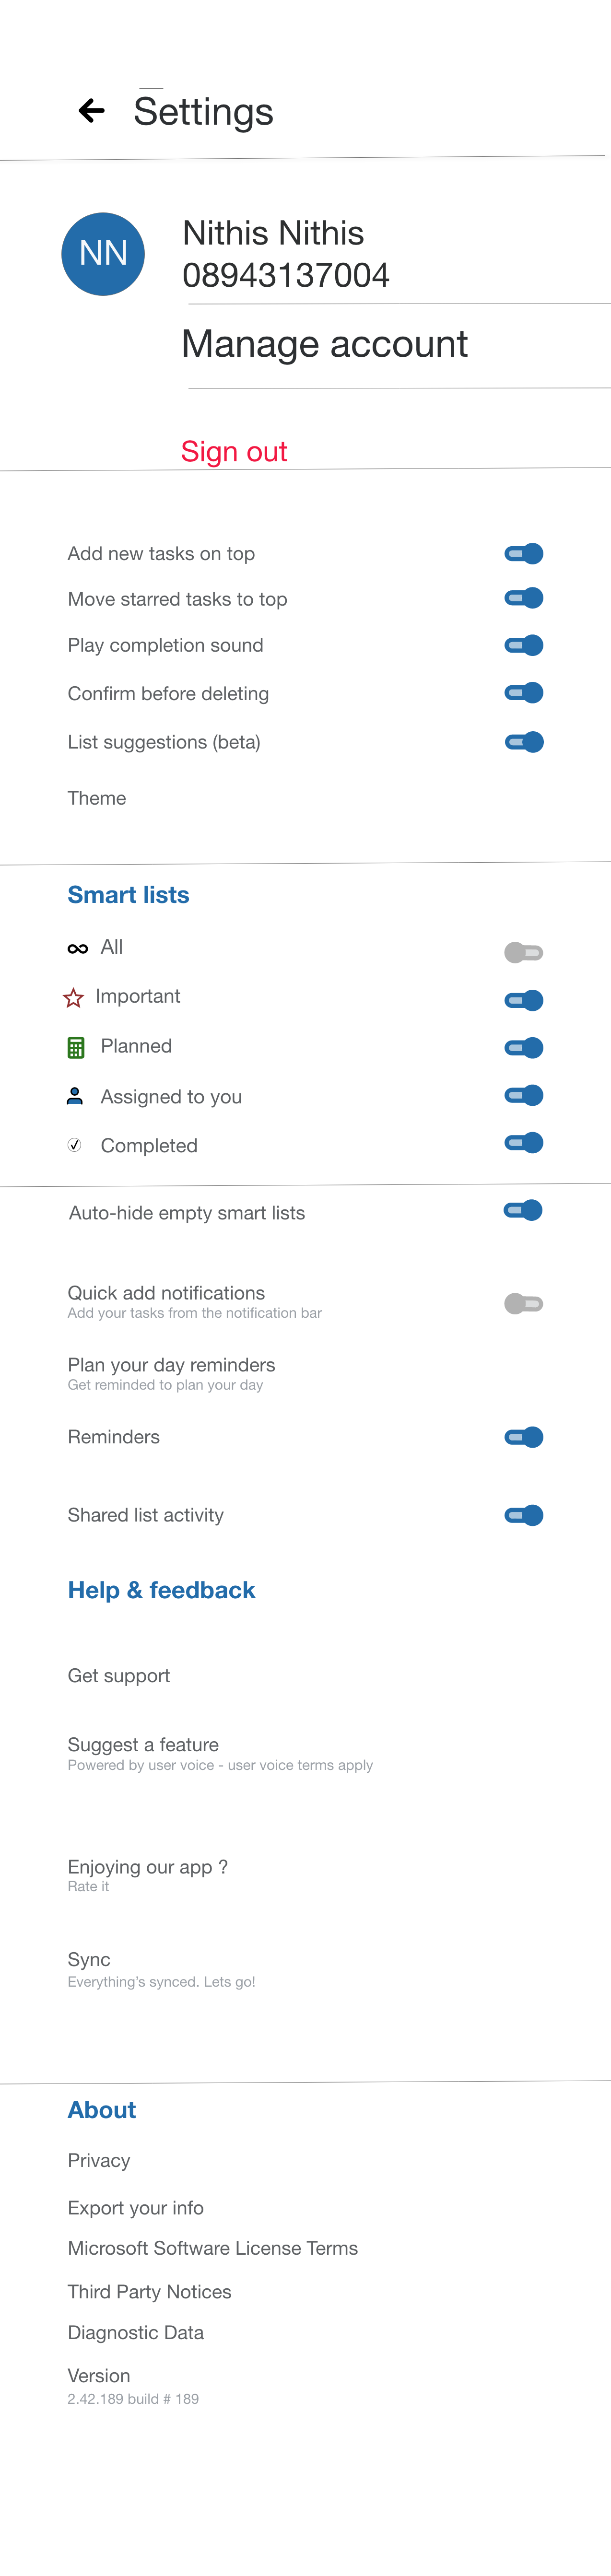 Settings
NN
Nithis Nithis
08943137004
Manage account
Sign out
Add new tasks on top
Move starred tasks to top
Play completion sound
Confirm before deleting
List suggestions (beta)
Theme
Smart lists
All
Important
Planned
Assigned to you
Completed
Auto-hide empty smart lists
Quick add notifications
Add your tasks from the notification bar
Plan your day reminders
Get reminded to plan your day
Reminders
Shared list activity
Help & feedback
Get support
Suggest a feature
Powered by user voice - user voice terms apply
Enjoying our app ?
Rate it
Sync
Everything's synced. Lets go!
About
Privacy
Export your info
Microsoft Software License Terms
Third Party Notices
Diagnostic Data
Version
2.42.189 build # 189